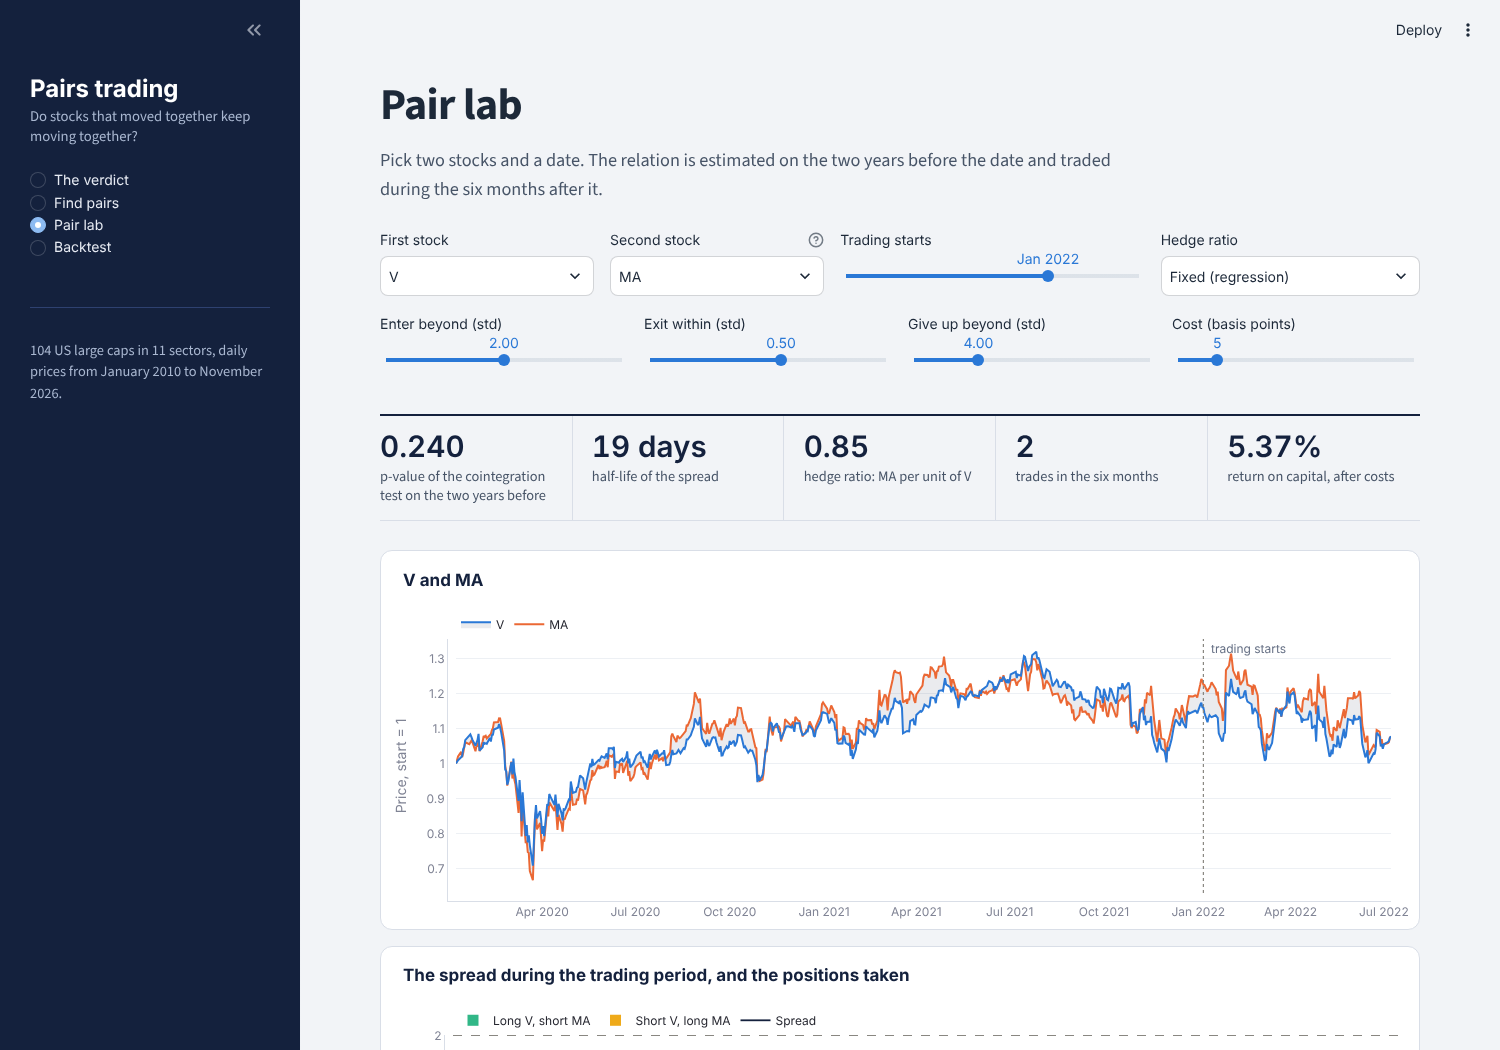 Deploy
Pairs trading
Do stocks that moved together keep
moving together?
The verdict
Find pairs
Pair lab
Backtest
104 US large caps in 11 sectors, daily
prices from January 2010 to November
2026.
Pair lab
Pick two stocks and a date. The relation is estimated on the two years before the date and traded
during the six months after it.
First stock
V
Second stock
MA
Trading starts
Jan 2022
Hedge ratio
Fixed (regression)
Enter beyond (std)
2.00
Exit within (std)
0.50
Give up beyond (std)
4.00
Cost (basis points)
5
0.240
p-value of the cointegration
test on the two years before
19 days
half-life of the spread
0.85
hedge ratio: MA per unit of V
2
trades in the six months
5.37%
return on capital, after costs
V and MA
V MA
trading starts
Price, start = 1
1.3
1.2
1.1
1
0.9
0.8
0.7
Apr 2020 Jul 2020 Oct 2020 Jan 2021 Apr 2021 Jul 2021 Oct 2021 Jan 2022 Apr 2022 Jul 2022
The spread during the trading period, and the positions taken
Long V, short MA Short V, long MA Spread
2